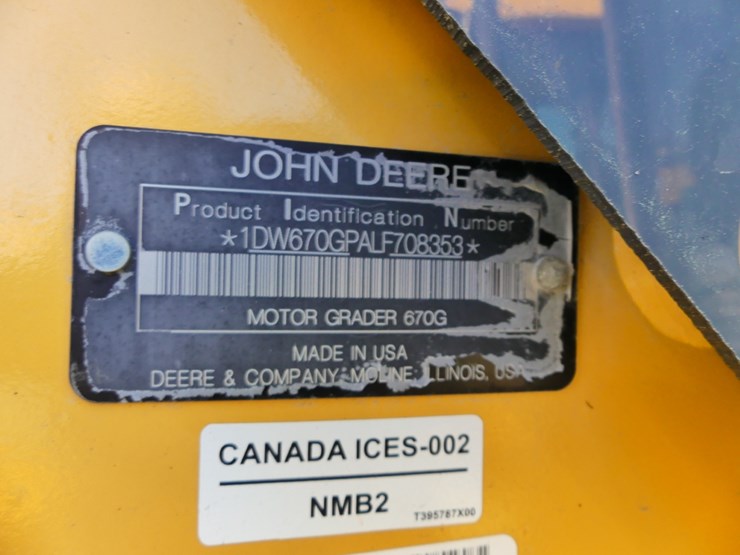 JOHN DEERE
Product Identification Number
*1DW670GPALF708353*
MOTOR GRADER 670G
MADE IN USA
DEERE & COMPANY MOLINE, ILLINOIS, USA
CANADA ICES-002
NMB2
T395787X00